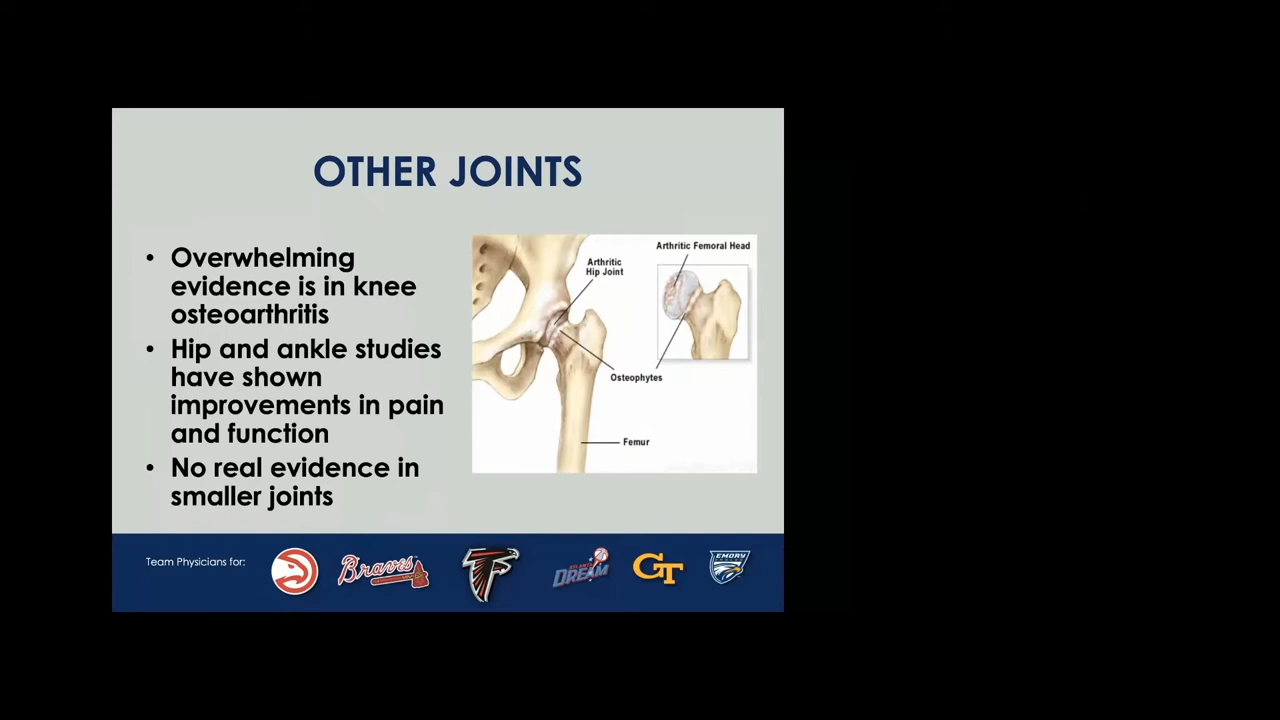 OTHER JOINTS
• Overwhelming
evidence is in knee
osteoarthritis
• Hip and ankle studies
have shown
improvements in pain
and function
• No real evidence in
smaller joints
Arthritic Femoral Head
Arthritic
Hip Joint
Osteophytes
Femur
Team Physicians for:
Braves
ATLANTA
DREAM
GT
EMORY